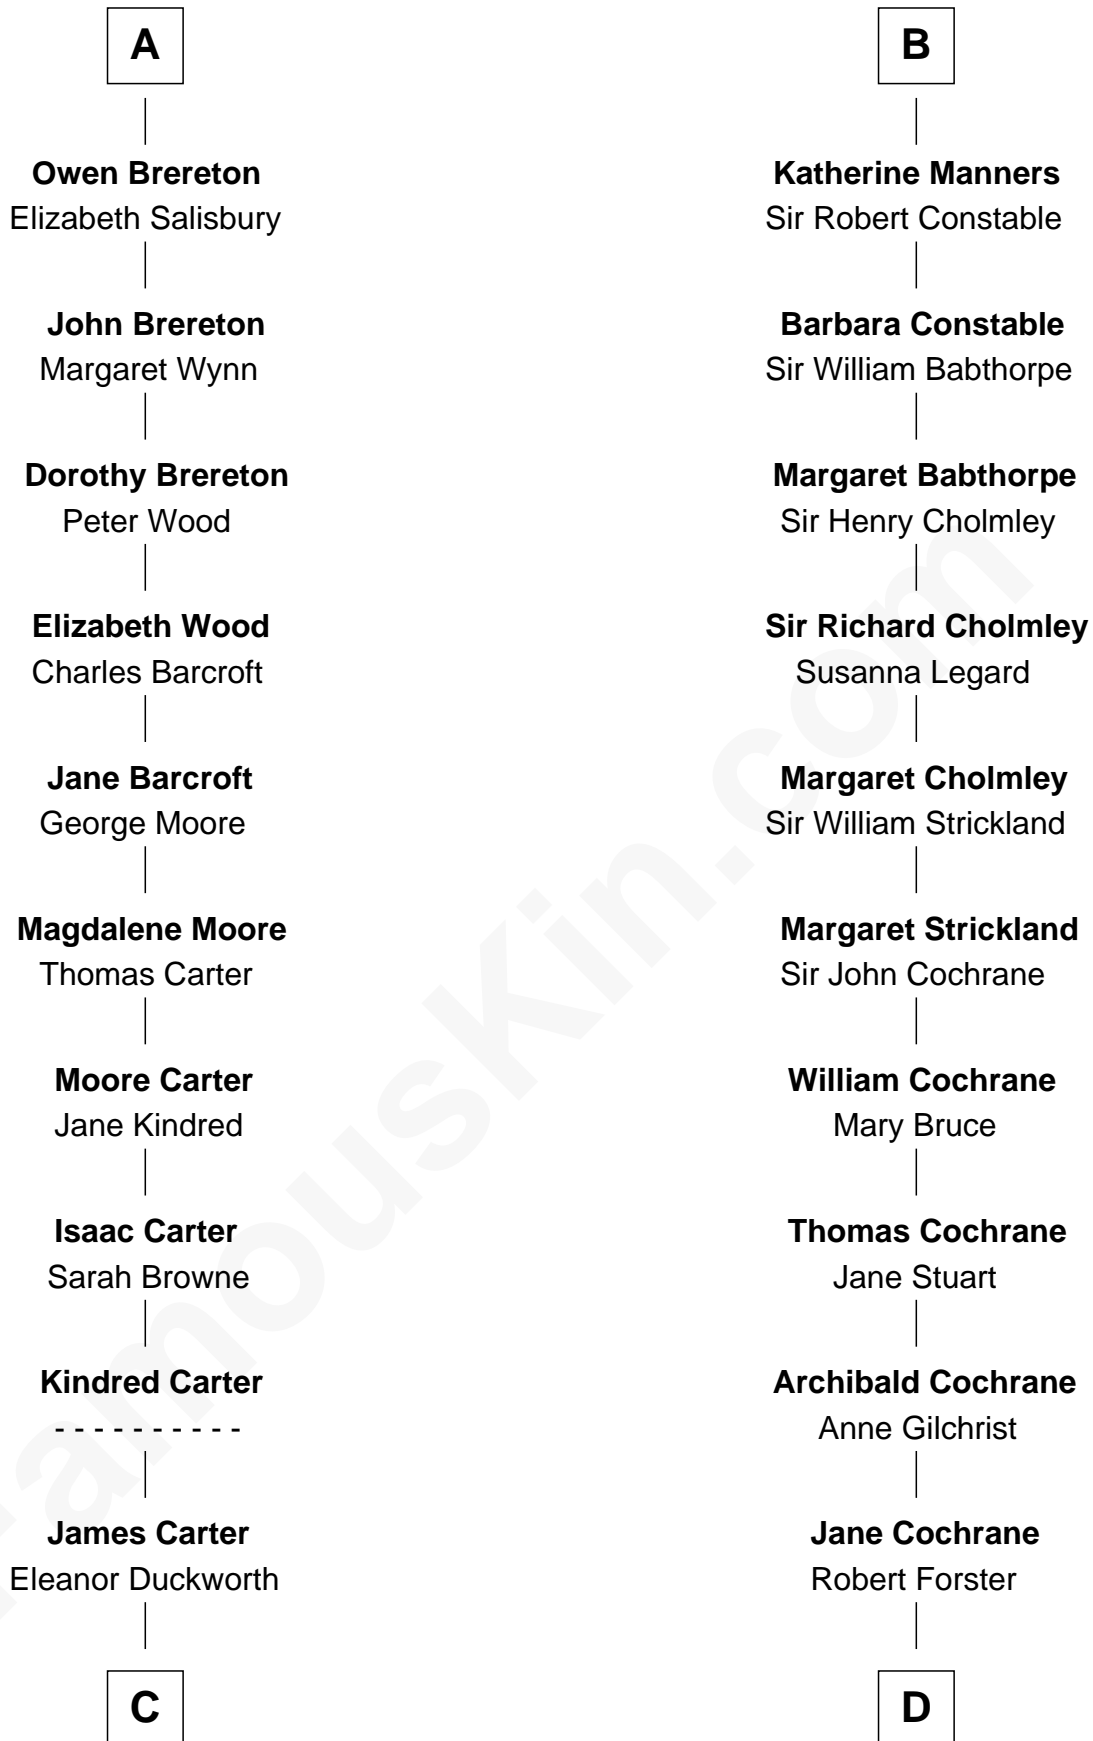 A
Owen Brereton
Elizabeth Salisbury
John Brereton
Margaret Wynn
Dorothy Brereton
Peter Wood
Elizabeth Wood
Charles Barcroft
Jane Barcroft
George Moore
Magdalene Moore
Thomas Carter
Moore Carter
Jane Kindred
Isaac Carter
Sarah Browne
Kindred Carter
- - - - - - - - - -
James Carter
Eleanor Duckworth
C
B
Katherine Manners
Sir Robert Constable
Barbara Constable
Sir William Babthorpe
Margaret Babthorpe
Sir Henry Cholmley
Sir Richard Cholmley
Susanna Legard
Margaret Cholmley
Sir William Strickland
Margaret Strickland
Sir John Cochrane
William Cochrane
Mary Bruce
Thomas Cochrane
Jane Stuart
Archibald Cochrane
Anne Gilchrist
Jane Cochrane
Robert Forster
D
FamousKin.com